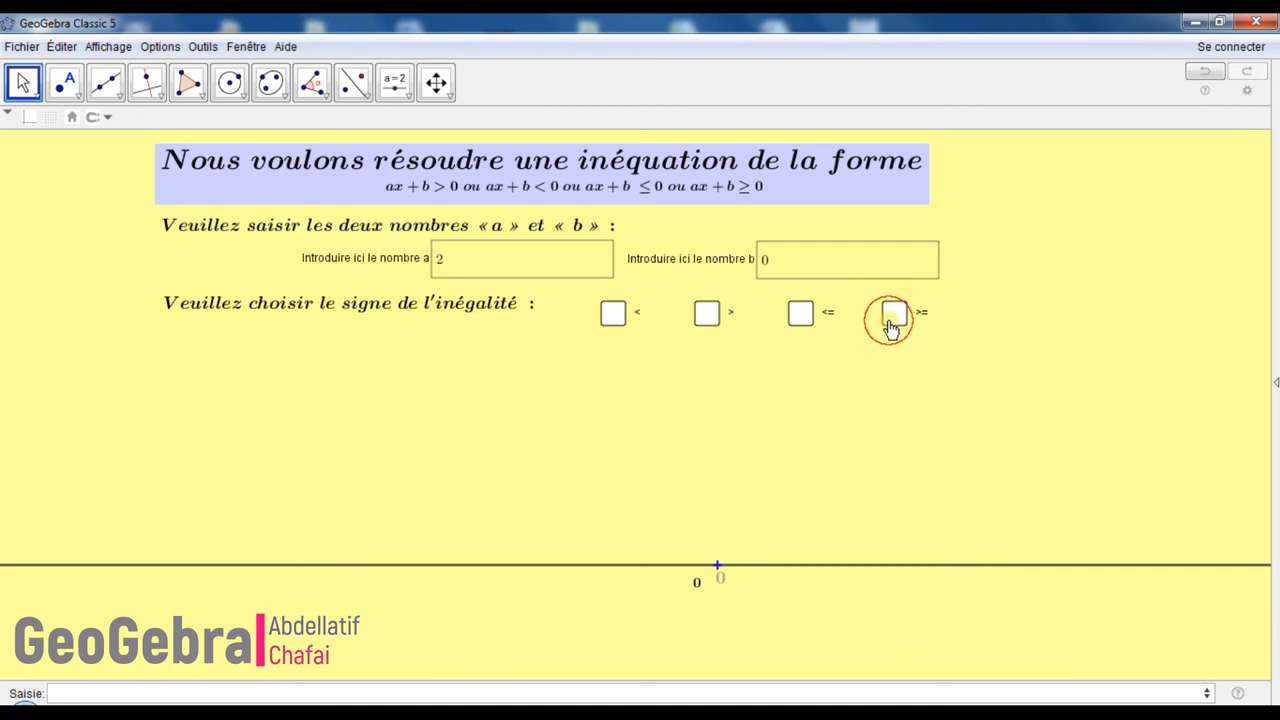 GeoGebra Classic 5
Fichier Éditer Affichage Options Outils Fenêtre Aide Se connecter
a=2
Nous voulons résoudre une inéquation de la forme
ax + b > 0 ou ax + b < 0 ou ax + b ≤ 0 ou ax + b ≥ 0
Veuillez saisir les deux nombres « a » et « b » :
Introduire ici le nombre a 2 Introduire ici le nombre b 0
Veuillez choisir le signe de l'inégalité : < > <= >=
0 0
GeoGebra Abdellatif
Chafai
Saisie: